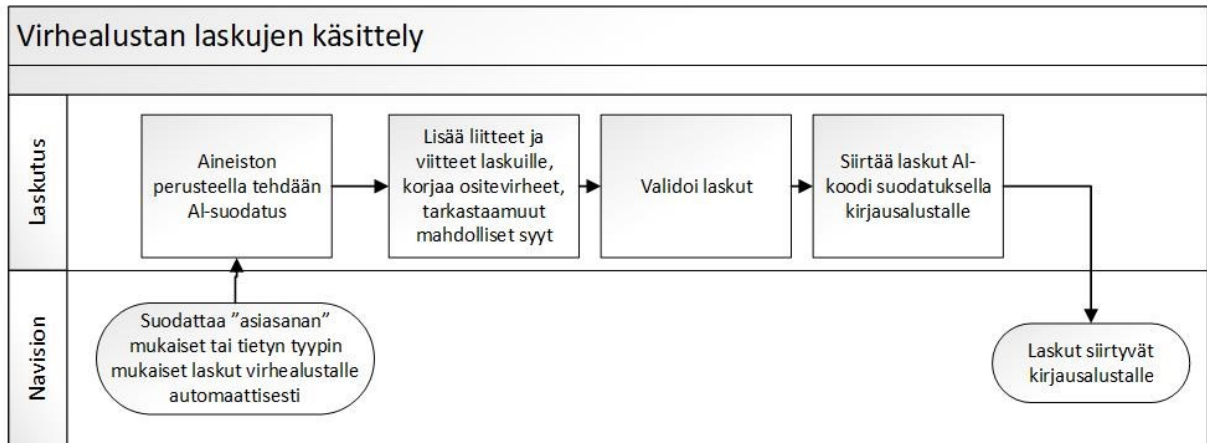 Virhealustan laskujen käsittely
Laskutus
Aineiston
perusteella tehdään
Al-suodatus
Lisää liitteet ja
viitteet laskuille,
korjaa ositevirheet,
tarkastaamuut
mahdolliset syyt
Validoi laskut
Siirtää laskut Al-
koodi suodatuksella
kirjausalustalle
Navision
Suodattaa ”asiasanan”
mukaiset tai tietyn tyypin
mukaiset laskut virhealustalle
automaattisesti
Laskut siirtyvät
kirjausalustalle